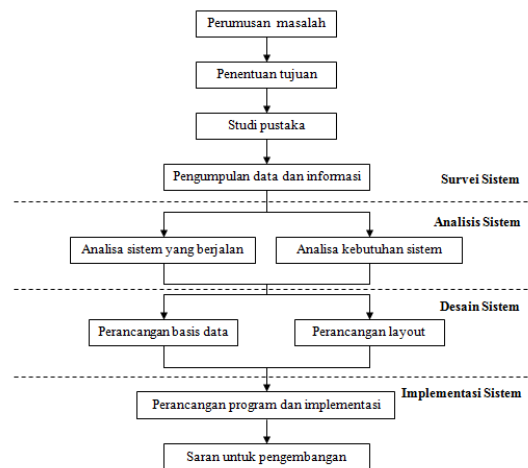 Perumusan masalah
Penentuan tujuan
Studi pustaka
Pengumpulan data dan informasi
Survei Sistem
Analisis Sistem
Analisa sistem yang berjalan
Analisa kebutuhan sistem
Desain Sistem
Perancangan basis data
Perancangan layout
Implementasi Sistem
Perancangan program dan implementasi
Saran untuk pengembangan